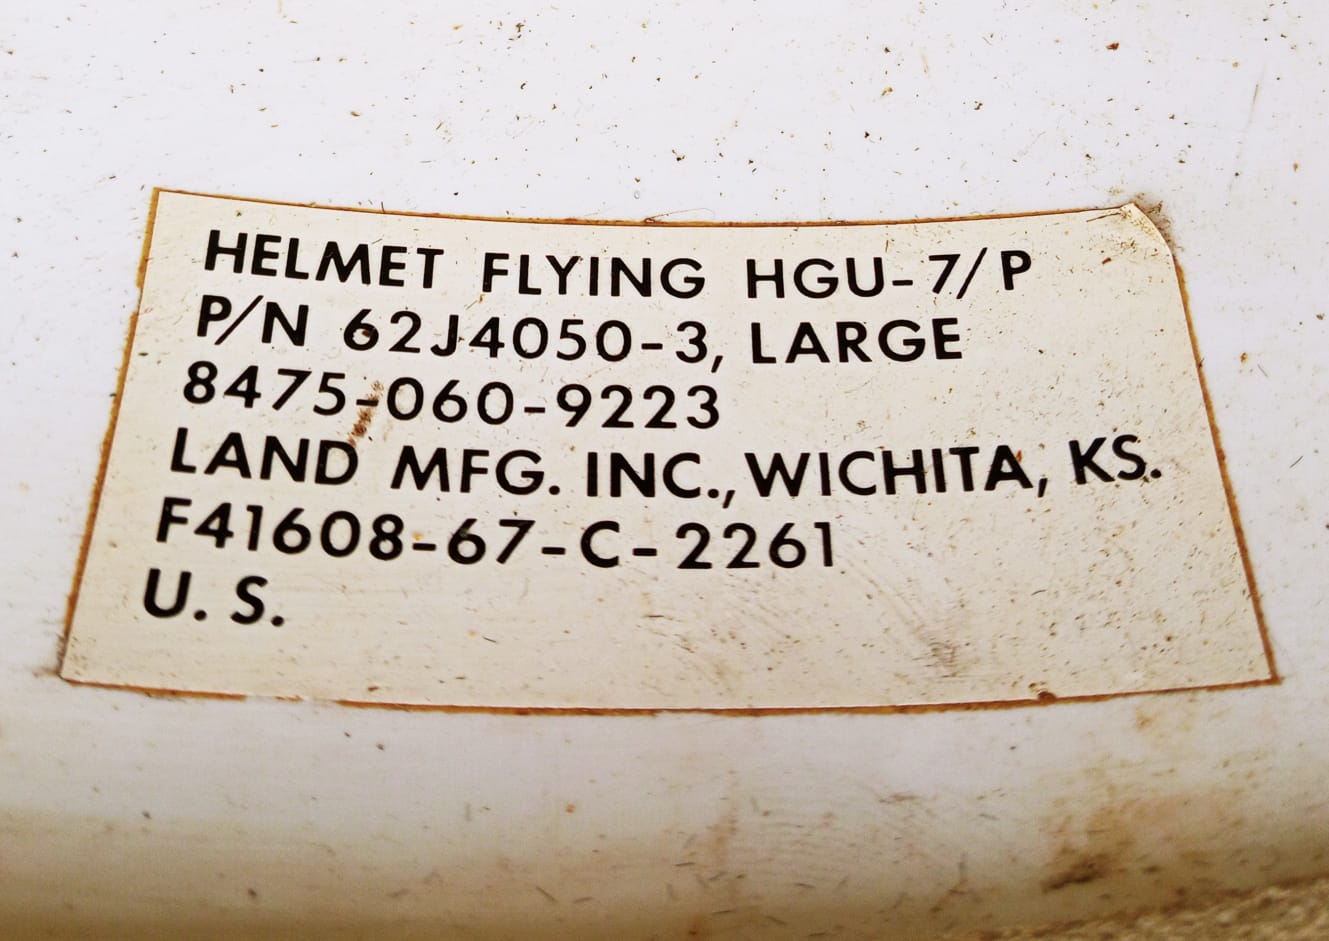 HELMET FLYING HGU-7/P
P/N 62J4050-3, LARGE
8475-060-9223
LAND MFG. INC., WICHITA, KS.
F41608-67-C-2261
U. S.